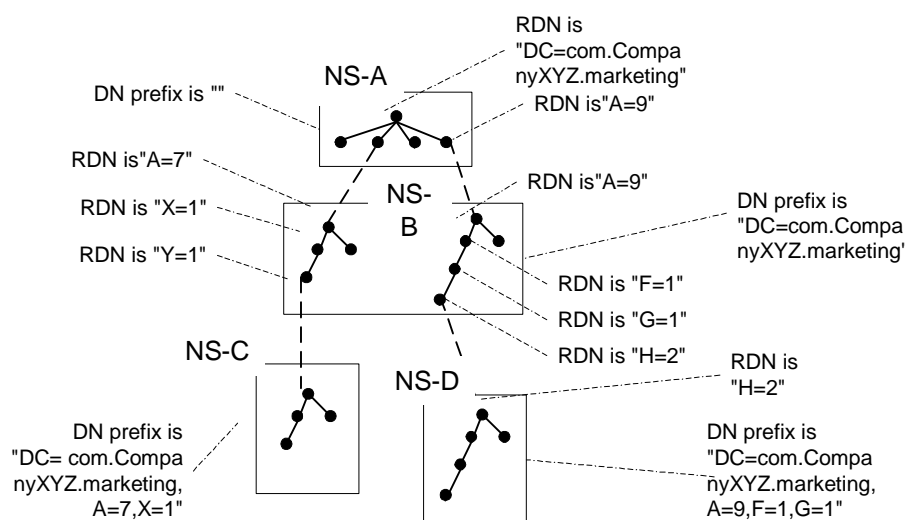 RDN is
"DC=com.Compa
nyXYZ.marketing"
NS-A
DN prefix is ""
RDN is"A=9"
RDN is"A=7"
NS-
B
RDN is"A=9"
RDN is "X=1"
DN prefix is
"DC=com.Compa
nyXYZ.marketing"
RDN is "Y=1"
RDN is "F=1"
RDN is "G=1"
RDN is "H=2"
NS-C
NS-D
RDN is
"H=2"
DN prefix is
"DC= com.Compa
nyXYZ.marketing,
A=7,X=1"
DN prefix is
"DC=com.Compa
nyXYZ.marketing,
A=9,F=1,G=1"